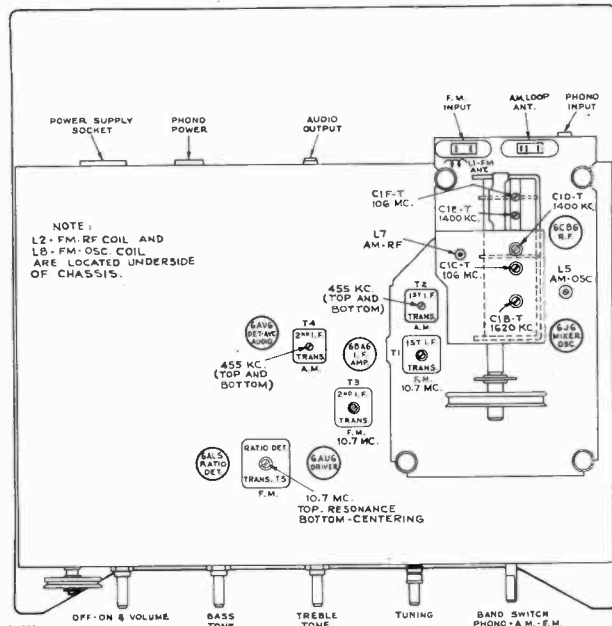 F.M. INPUT
AM.LOOP ANT.
PHONO INPUT
POWER SUPPLY SOCKET
PHONO POWER
AUDIO OUTPUT
L1-FM ANT.
C1F-T
106 MC.
C1E-T
1400 KC.
C1D-T
1400 KC.
6CB6
R.F.
L7
AM-RF
C1C-T
106 MC.
L5
AM-OSC
C1B-T
1620 KC
6J6
MIXER
OSC
NOTE:
L2-FM-RF COIL AND
L8-FM-OSC. COIL
ARE LOCATED UNDERSIDE
OF CHASSIS.
455 KC.
(TOP AND
BOTTOM)
T2
1ST I.F.
TRANS.
A.M.
6AV6
DET-AVC
AUDIO
T4
2ND I.F.
TRANS.
A.M.
455 KC.
(TOP AND
BOTTOM)
6BA6
I.F.
AMP.
T1
1ST I.F.
TRANS.
F.M.
10.7 MC.
T3
2ND I.F.
TRANS
F.M.
10.7 MC.
6AL5
RATIO
DET.
RATIO DET.
TRANS. T5
F.M.
6AU6
DRIVER
10.7 MC.
TOP. RESONANCE
BOTTOM-CENTERING
OFF-ON & VOLUME
BASS
TONE
TREBLE
TONE
TUNING
BAND SWITCH
PHONO-A.M.-F.M.